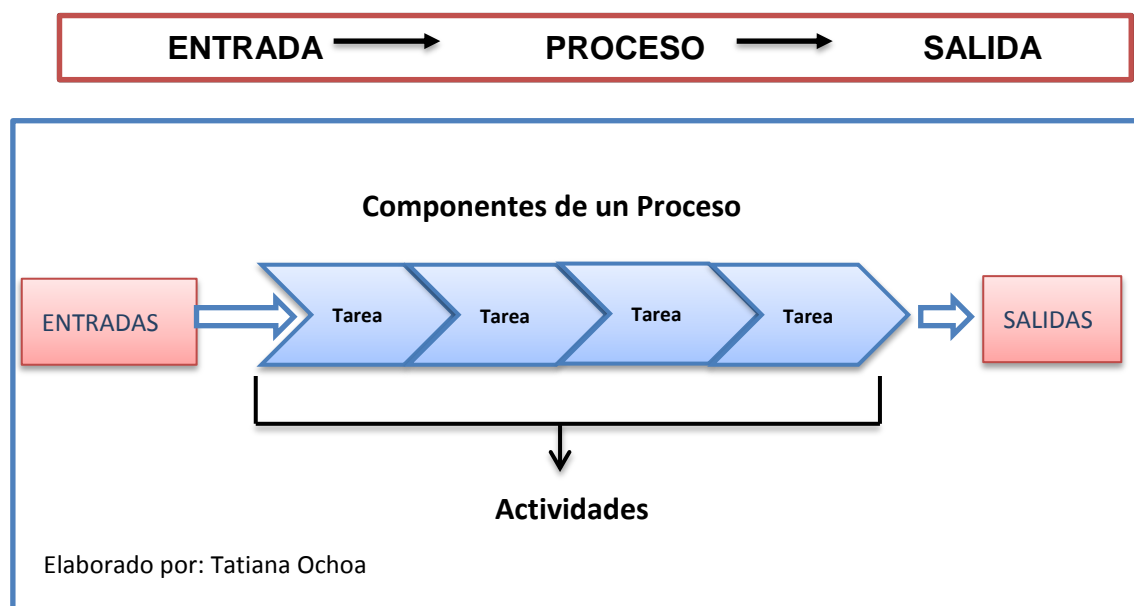 ENTRADA PROCESO SALIDA
Componentes de un Proceso
ENTRADAS Tarea Tarea Tarea Tarea SALIDAS
Actividades
Elaborado por: Tatiana Ochoa